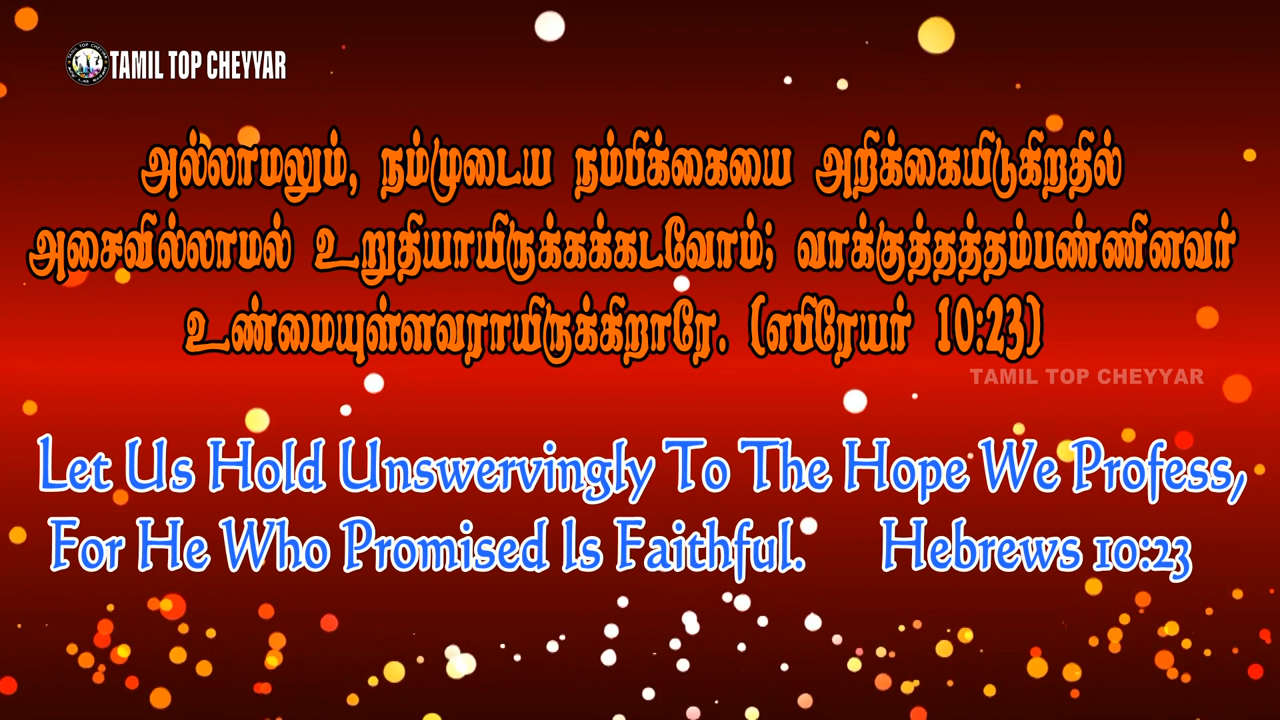 TAMIL TOP CHEYYAR
அல்லாமலும், நம்முடைய நம்பிக்கையை அறிக்கையிடுகிறதில்
அசைவில்லாமல் உறுதியாயிருக்கக்கடவோம்; வாக்குத்தத்தம்பண்ணினவர்
உண்மையுள்ளவராயிருக்கிறாரே. (எபிரேயர் 10:23)
TAMIL TOP CHEYYAR
Let Us Hold Unswervingly To The Hope We Profess,
For He Who Promised Is Faithful. Hebrews 10:23